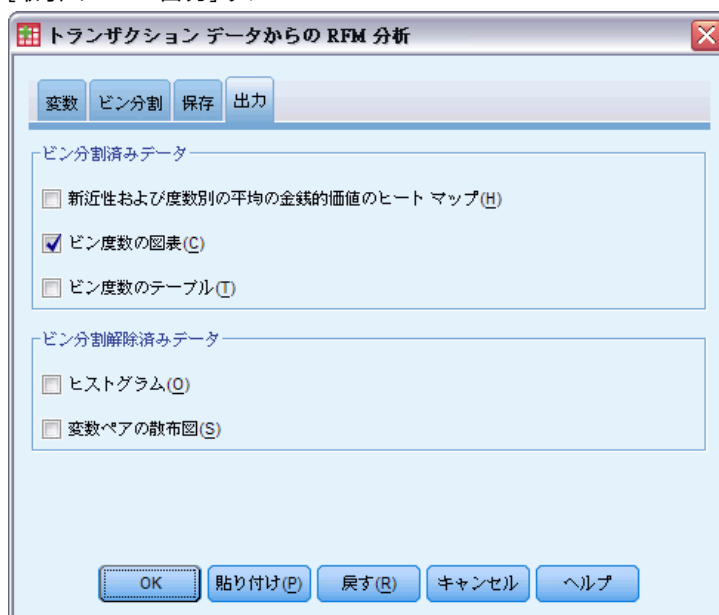 トランザクション データからの RFM 分析
変数 ビン分割 保存 出力
ビン分割済みデータ
新近性および度数別の平均の金銭的価値のヒート マップ(H)
ビン度数の図表(C)
ビン度数のテーブル(T)
ビン分割解除済みデータ
ヒストグラム(O)
変数ペアの散布図(S)
OK 貼り付け(P) 戻す(R) キャンセル ヘルプ